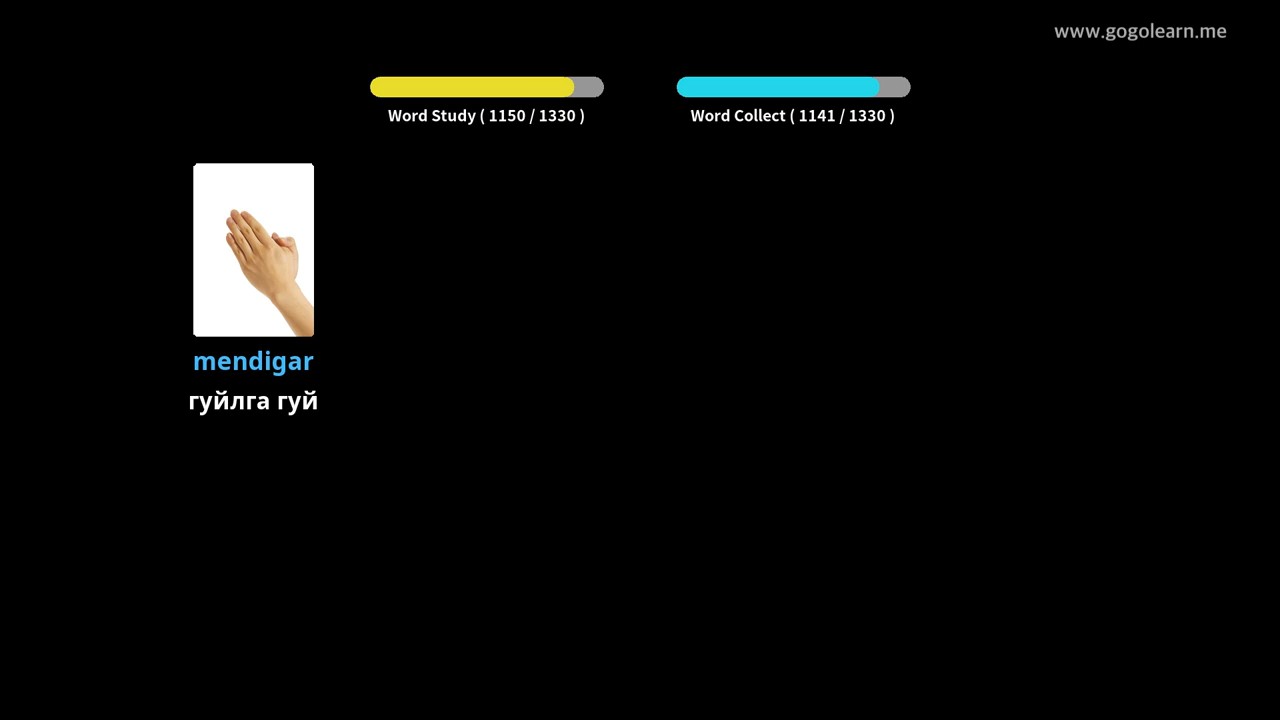 www.gogolearn.me
Word Study ( 1150 / 1330 )
Word Collect ( 1141 / 1330 )
mendigar
гуйлга гуй